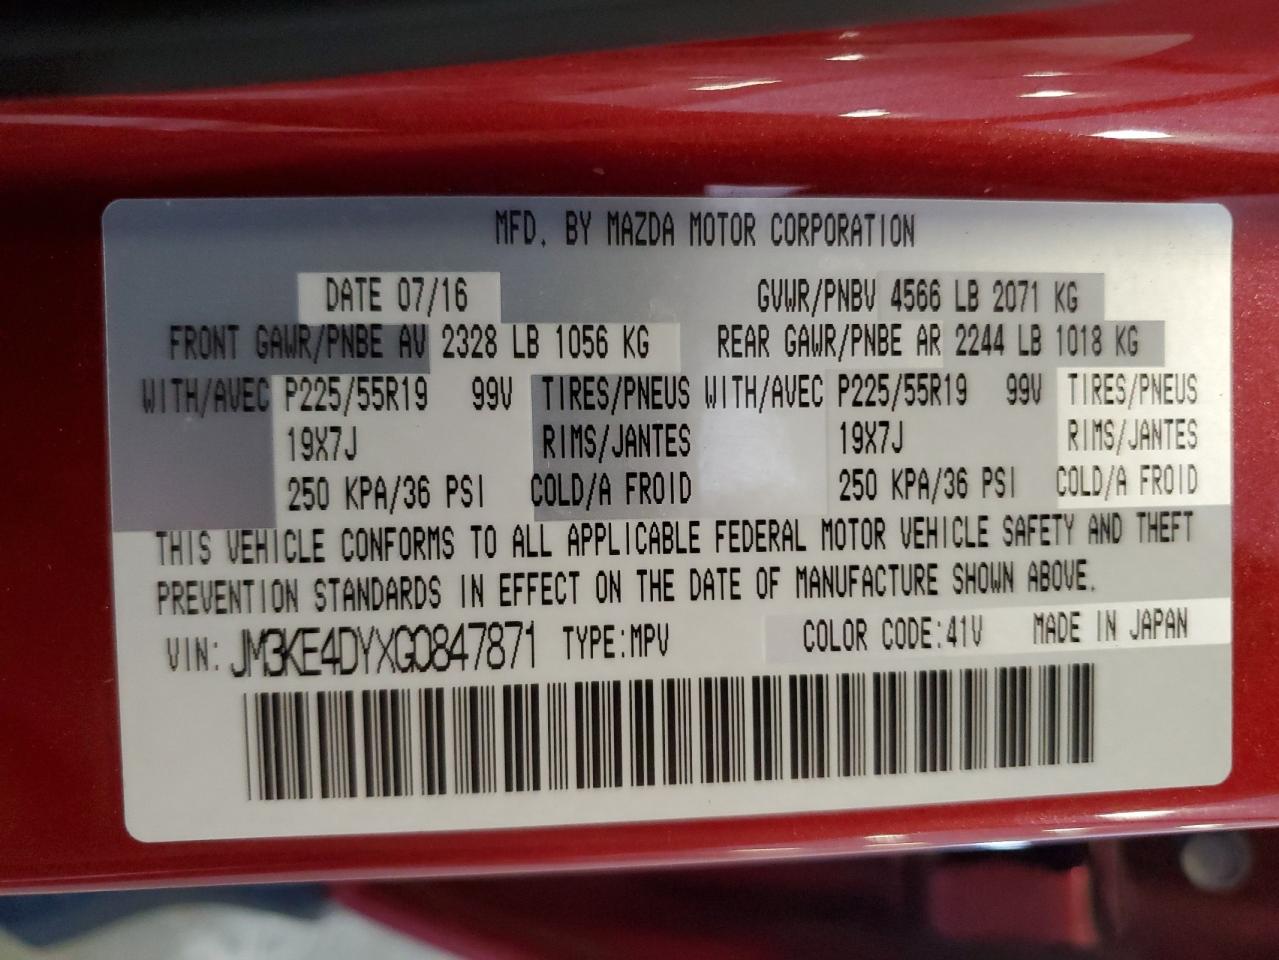 MFD. BY MAZDA MOTOR CORPORATION
DATE 07/16 GVWR/PNBV 4566 LB 2071 KG
FRONT GAWR/PNBE AV 2328 LB 1056 KG REAR GAWR/PNBE AR 2244 LB 1018 KG
WITH/AVEC P225/55R19 99V TIRES/PNEUS WITH/AVEC P225/55R19 99V TIRES/PNEUS
19X7J RIMS/JANTES 19X7J RIMS/JANTES
250 KPA/36 PSI COLD/A FROID 250 KPA/36 PSI COLD/A FROID
THIS VEHICLE CONFORMS TO ALL APPLICABLE FEDERAL MOTOR VEHICLE SAFETY AND THEFT
PREVENTION STANDARDS IN EFFECT ON THE DATE OF MANUFACTURE SHOWN ABOVE.
VIN: JM3KE4DYXG0847871 TYPE:MPV COLOR CODE:41V MADE IN JAPAN